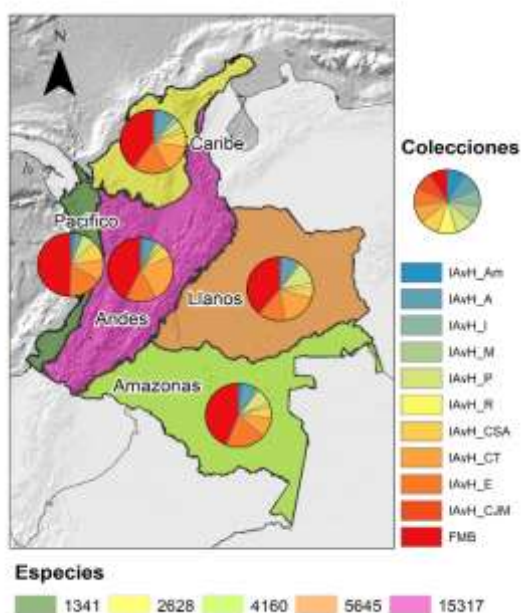 N
Caribe
Pacífico
Andes
Llanos
Amazonas
Colecciones
IAvH_Am
IAvH_A
IAvH_I
IAvH_M
IAvH_P
IAvH_R
IAvH_CSA
IAvH_CT
IAvH_E
IAvH_CJM
FMB
Especies
1341 2628 4160 5645 15317